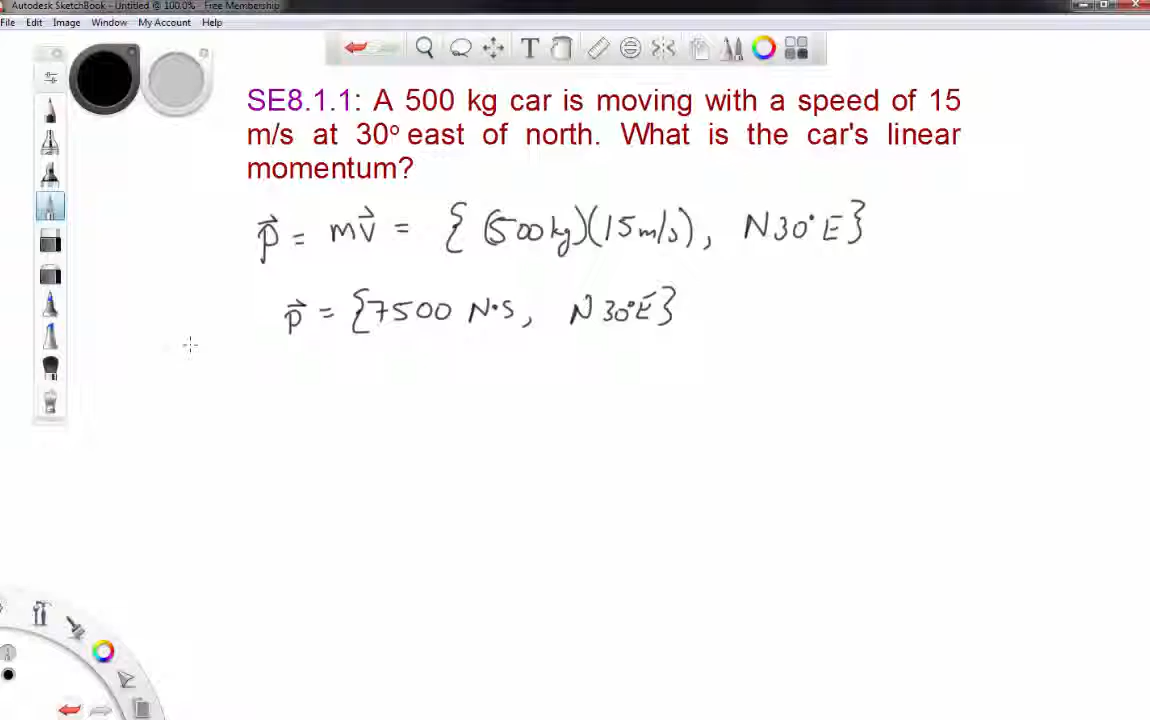 Autodesk SketchBook - Untitled @ 100.0% - Free Membership
File Edit Image Window My Account Help
T
SE8.1.1: A 500 kg car is moving with a speed of 15
m/s at 30° east of north. What is the car's linear
momentum?
p⃗ = mv⃗ = { (500kg)(15m/s), N30°E}
p⃗ = {7500 N·S, N30°E}